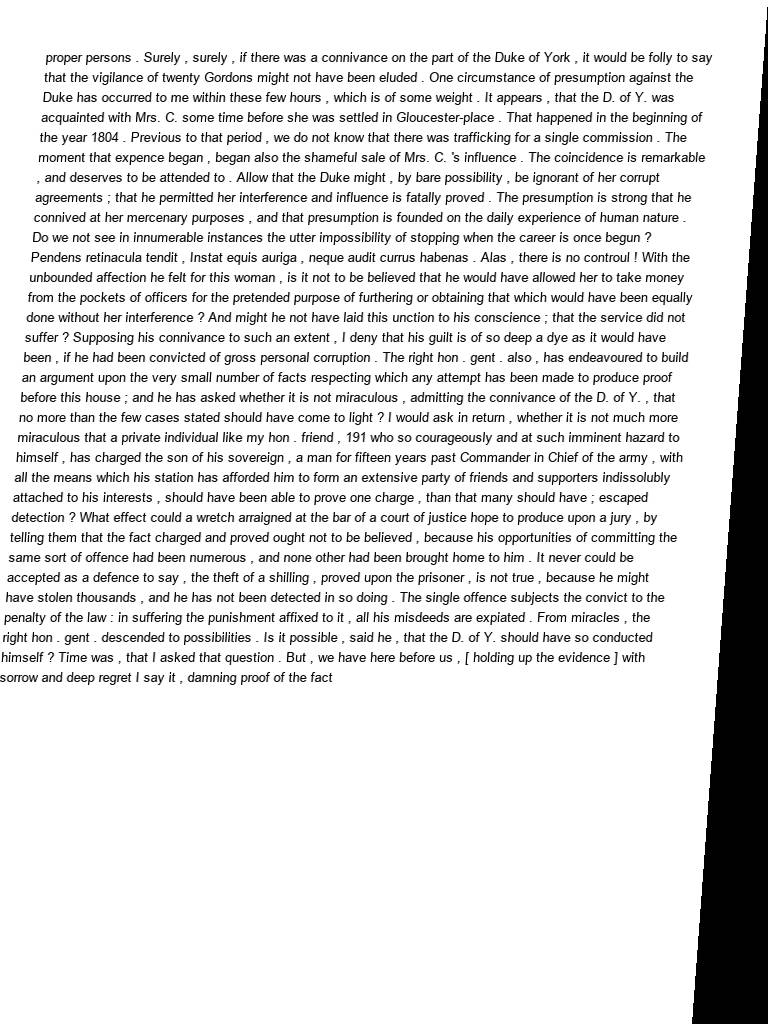 proper persons . Surely , surely , if there was a connivance on the part of the Duke of York , it would be folly to say
that the vigilance of twenty Gordons might not have been eluded . One circumstance of presumption against the
Duke has occurred to me within these few hours , which is of some weight . It appears , that the D. of Y. was
acquainted with Mrs. C. some time before she was settled in Gloucester-place . That happened in the beginning of
the year 1804 . Previous to that period , we do not know that there was trafficking for a single commission . The
moment that expence began , began also the shameful sale of Mrs. C. 's influence . The coincidence is remarkable
, and deserves to be attended to . Allow that the Duke might , by bare possibility , be ignorant of her corrupt
agreements ; that he permitted her interference and influence is fatally proved . The presumption is strong that he
connived at her mercenary purposes , and that presumption is founded on the daily experience of human nature .
Do we not see in innumerable instances the utter impossibility of stopping when the career is once begun ?
Pendens retinacula tendit , Instat equis auriga , neque audit currus habenas . Alas , there is no controul ! With the
unbounded affection he felt for this woman , is it not to be believed that he would have allowed her to take money
from the pockets of officers for the pretended purpose of furthering or obtaining that which would have been equally
done without her interference ? And might he not have laid this unction to his conscience ; that the service did not
suffer ? Supposing his connivance to such an extent , I deny that his guilt is of so deep a dye as it would have
been , if he had been convicted of gross personal corruption . The right hon . gent . also , has endeavoured to build
an argument upon the very small number of facts respecting which any attempt has been made to produce proof
before this house ; and he has asked whether it is not miraculous , admitting the connivance of the D. of Y. , that
no more than the few cases stated should have come to light ? I would ask in return , whether it is not much more
miraculous that a private individual like my hon . friend , 191 who so courageously and at such imminent hazard to
himself , has charged the son of his sovereign , a man for fifteen years past Commander in Chief of the army , with
all the means which his station has afforded him to form an extensive party of friends and supporters indissolubly
attached to his interests , should have been able to prove one charge , than that many should have ; escaped
detection ? What effect could a wretch arraigned at the bar of a court of justice hope to produce upon a jury , by
telling them that the fact charged and proved ought not to be believed , because his opportunities of committing the
same sort of offence had been numerous , and none other had been brought home to him . It never could be
accepted as a defence to say , the theft of a shilling , proved upon the prisoner , is not true , because he might
have stolen thousands , and he has not been detected in so doing . The single offence subjects the convict to the
penalty of the law : in suffering the punishment affixed to it , all his misdeeds are expiated . From miracles , the
right hon . gent . descended to possibilities . Is it possible , said he , that the D. of Y. should have so conducted
himself ? Time was , that I asked that question . But , we have here before us , [ holding up the evidence ] with
sorrow and deep regret I say it , damning proof of the fact